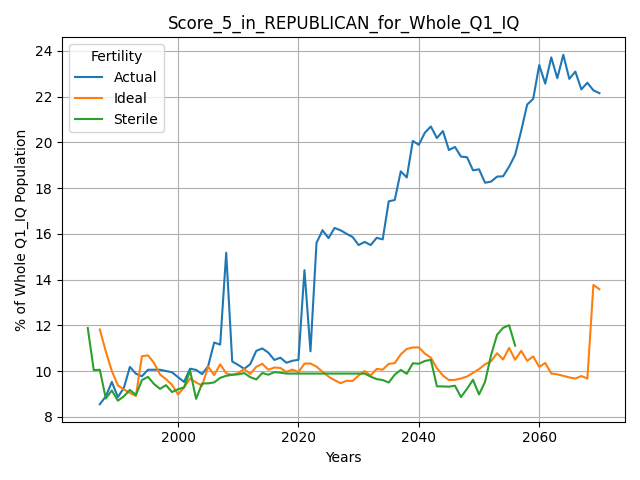 Score_5_in_REPUBLICAN_for_Whole_Q1_IQ
Fertility
Actual
Ideal
Sterile
% of Whole Q1_IQ Population
24
22
20
18
16
14
12
10
8
2000 2020 2040 2060
Years